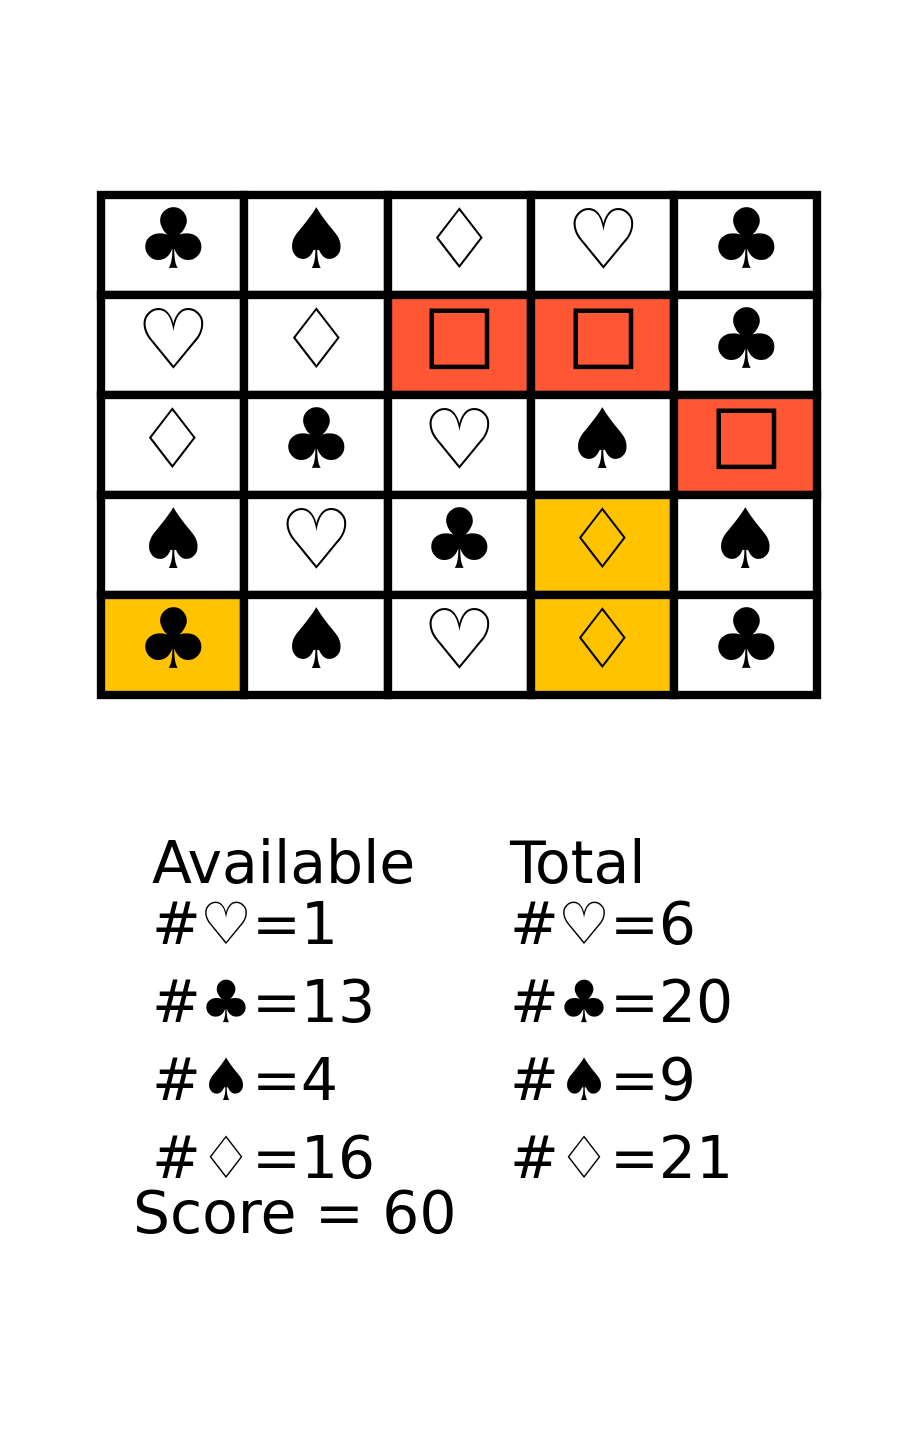 ♣ ♠ ♢ ♡ ♣
♡ ♢ □ □ ♣
♢ ♣ ♡ ♠ □
♠ ♡ ♣ ♢ ♠
♣ ♠ ♡ ♢ ♣
Available Total
#♡=1 #♡=6
#♣=13 #♣=20
#♠=4 #♠=9
#♢=16 #♢=21
Score = 60